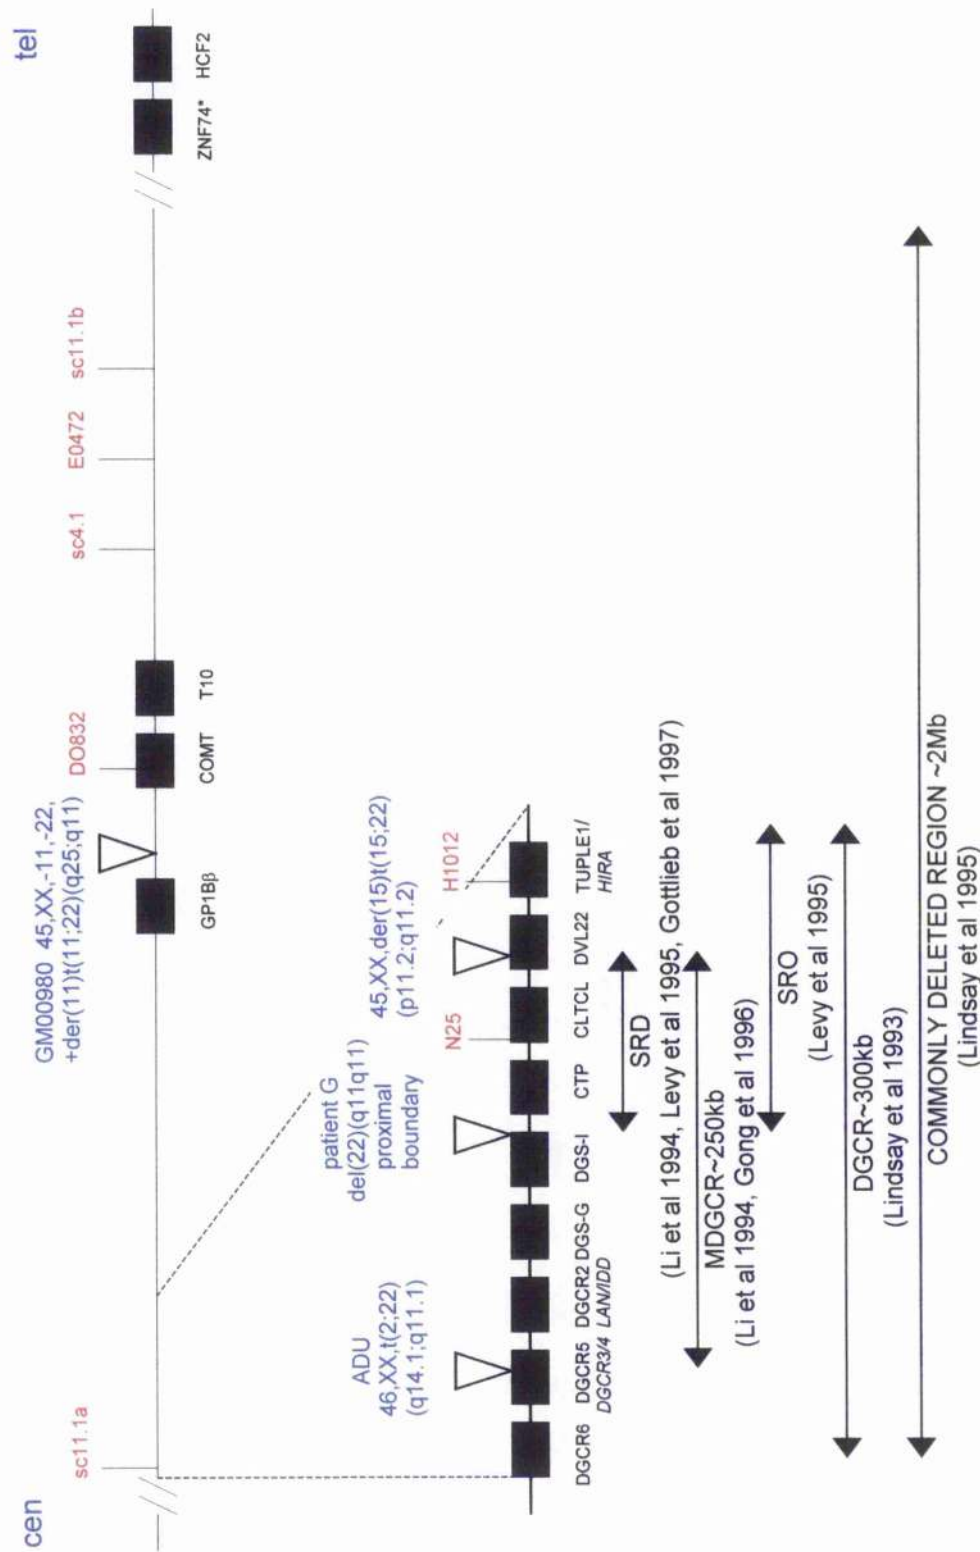 cen
tel
sc11.1a
GM00980 45,XX,-11,-22,
+der(11)t(11;22)(q25;q11)
DO832
sc4.1
E0472
sc11.1b
GP1Bβ
COMT
T10
ZNF74*
HCF2
ADU
46,XX,t(2;22)
(q14.1;q11.1)
patient G
del(22)(q11q11)
proximal
boundary
N25
45,XX,der(15)t(15;22)
(p11.2;q11.2)
H1012
DGCR6
DGCR5
DGCR3/4
DGCR2
LAN/IDD
DGS-G
DGS-I
CTP
CLTCL
DVL22
TUPLE1/
HIRA
SRD
(Li et al 1994, Levy et al 1995, Gottlieb et al 1997)
MDGCR~250kb
(Li et al 1994, Gong et al 1996)
SRO
(Levy et al 1995)
DGCR~300kb
(Lindsay et al 1993)
COMMONLY DELETED REGION ~2Mb
(Lindsay et al 1995)